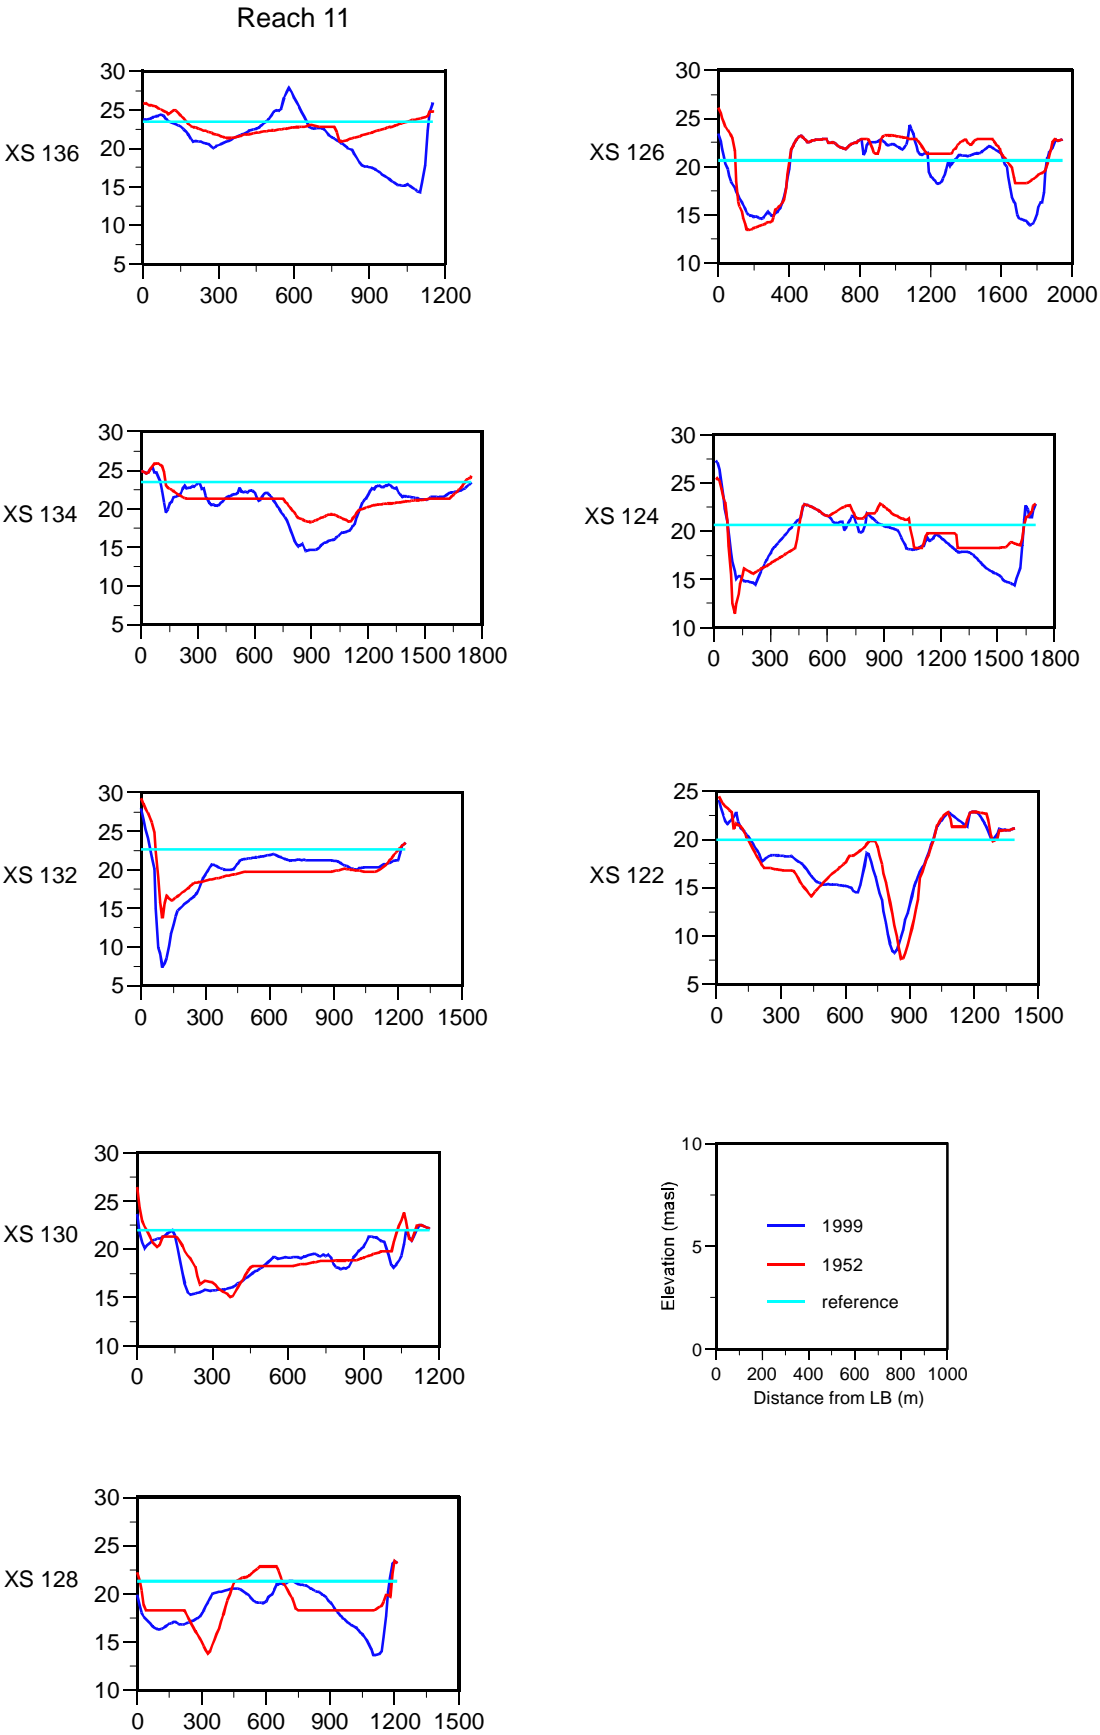 Reach 11
XS 136
30
25
20
15
10
5
0 300 600 900 1200
XS 126
30
25
20
15
10
0 400 800 1200 1600 2000
XS 134
30
25
20
15
10
5
0 300 600 900 1200 1500 1800
XS 124
30
25
20
15
10
0 300 600 900 1200 1500 1800
XS 132
30
25
20
15
10
5
0 300 600 900 1200 1500
XS 122
25
20
15
10
5
0 300 600 900 1200 1500
XS 130
30
25
20
15
10
0 300 600 900 1200
Elevation (masl)
10
5
0
1999
1952
reference
0 200 400 600 800 1000
Distance from LB (m)
XS 128
30
25
20
15
10
0 300 600 900 1200 1500